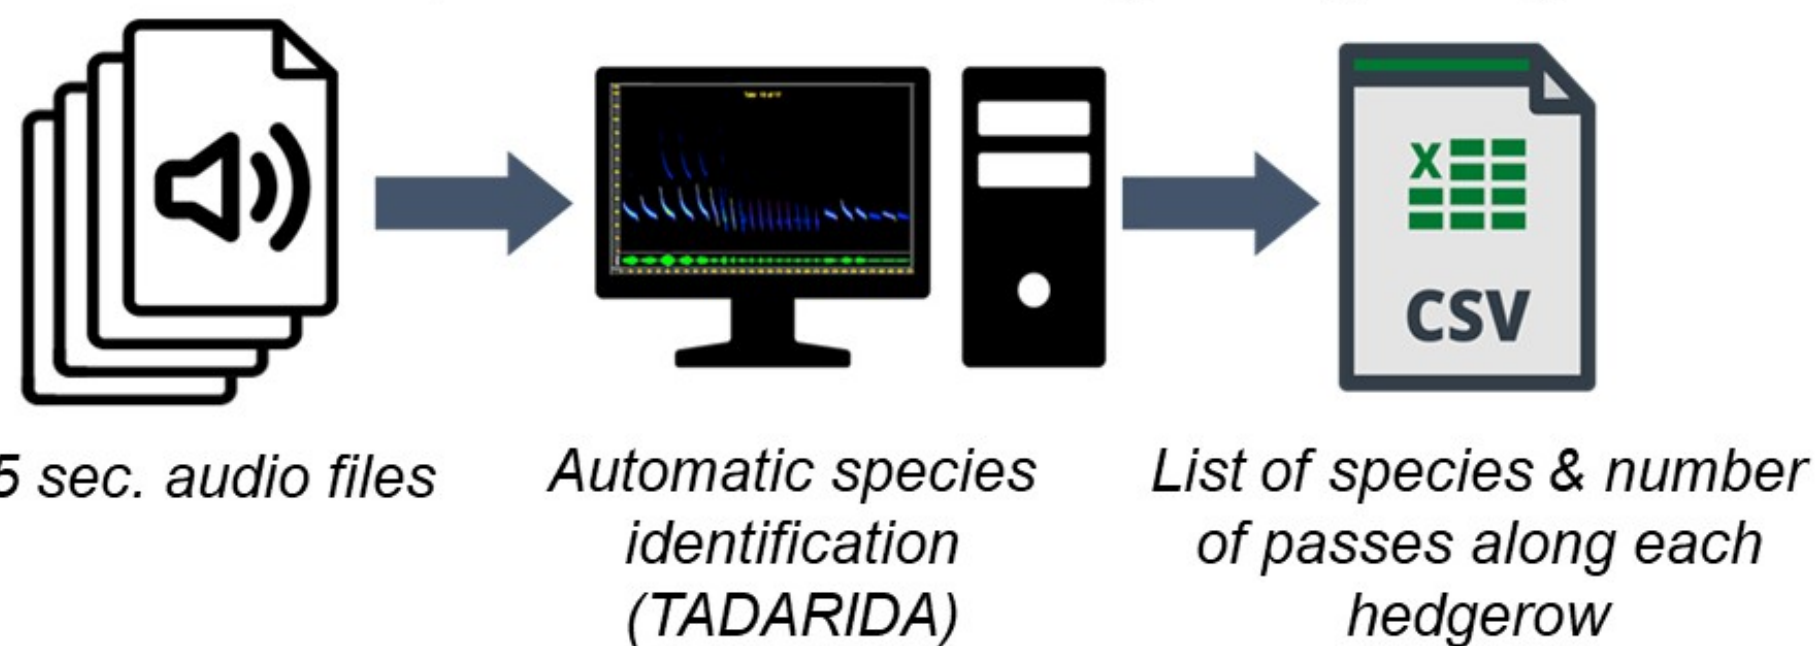 X
CSV
5 sec. audio files
Automatic species
identification
(TADARIDA)
List of species & number
of passes along each
hedgerow